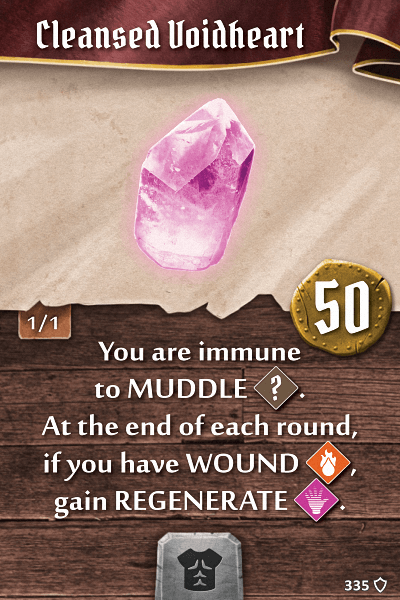 Cleansed Voidheart
50
1/1
You are immune
to MUDDLE ?.
At the end of each round,
if you have WOUND ,
gain REGENERATE .
335